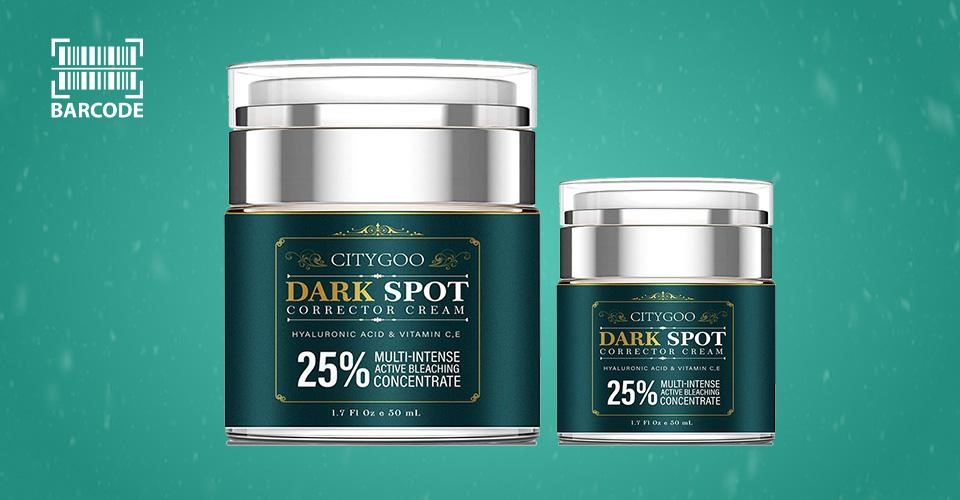 BARCODE
CITYGOO
DARK SPOT
CORRECTOR CREAM
HYALURONIC ACID & VITAMIN C,E
25% MULTI-INTENSE
ACTIVE BLEACHING
CONCENTRATE
1.7 Fl Oz e 50 mL
CITYGOO
DARK SPOT
CORRECTOR CREAM
HYALURONIC ACID & VITAMIN C,E
25% MULTI-INTENSE
ACTIVE BLEACHING
CONCENTRATE
1.7 Fl Oz e 50 mL